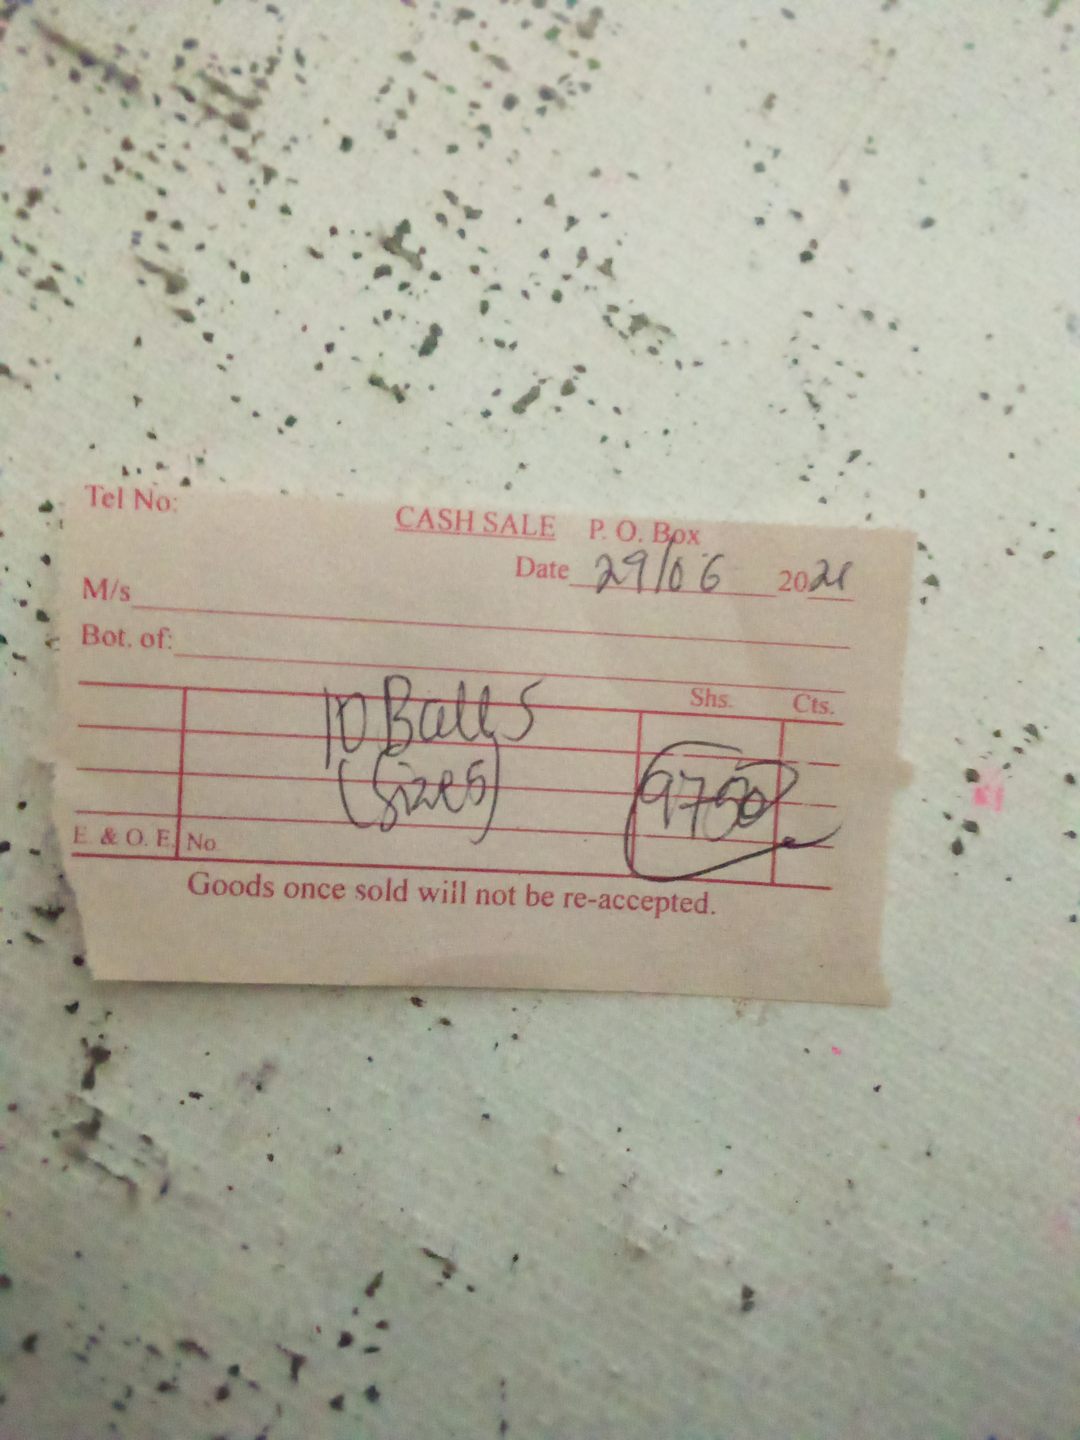 Tel No:
CASH SALE P. O. Box
Date 29/06 2021
M/s
Bot. of:
Shs. Cts.
10 Balls
(Size 5) 9750
E. & O. E. No.
Goods once sold will not be re-accepted.